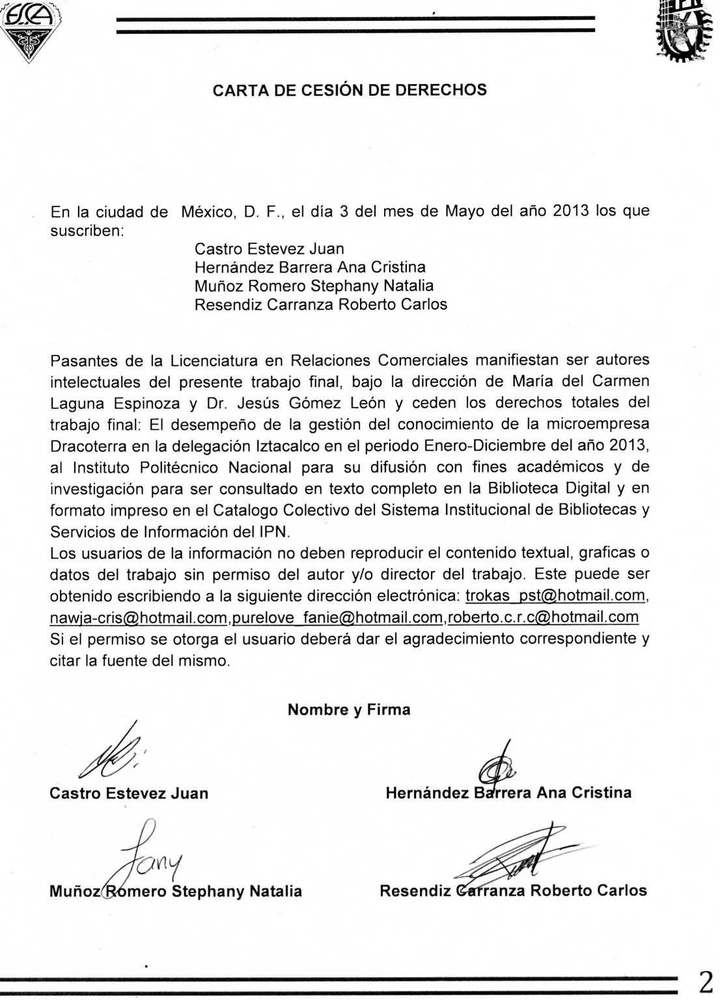 ESCA
IPN
CARTA DE CESIÓN DE DERECHOS
En la ciudad de México, D. F., el día 3 del mes de Mayo del año 2013 los que
suscriben:
Castro Estevez Juan
Hernández Barrera Ana Cristina
Muñoz Romero Stephany Natalia
Resendiz Carranza Roberto Carlos
Pasantes de la Licenciatura en Relaciones Comerciales manifiestan ser autores
intelectuales del presente trabajo final, bajo la dirección de María del Carmen
Laguna Espinoza y Dr. Jesús Gómez León y ceden los derechos totales del
trabajo final: El desempeño de la gestión del conocimiento de la microempresa
Dracoterra en la delegación Iztacalco en el periodo Enero-Diciembre del año 2013,
al Instituto Politécnico Nacional para su difusión con fines académicos y de
investigación para ser consultado en texto completo en la Biblioteca Digital y en
formato impreso en el Catalogo Colectivo del Sistema Institucional de Bibliotecas y
Servicios de Información del IPN.
Los usuarios de la información no deben reproducir el contenido textual, graficas o
datos del trabajo sin permiso del autor y/o director del trabajo. Este puede ser
obtenido escribiendo a la siguiente dirección electrónica: trokas_pst@hotmail.com,
nawja-cris@hotmail.com,purelove_fanie@hotmail.com,roberto.c.r.c@hotmail.com
Si el permiso se otorga el usuario deberá dar el agradecimiento correspondiente y
citar la fuente del mismo.
Nombre y Firma
Castro Estevez Juan
Hernández Barrera Ana Cristina
fany
Muñoz Romero Stephany Natalia
Resendiz Carranza Roberto Carlos
2